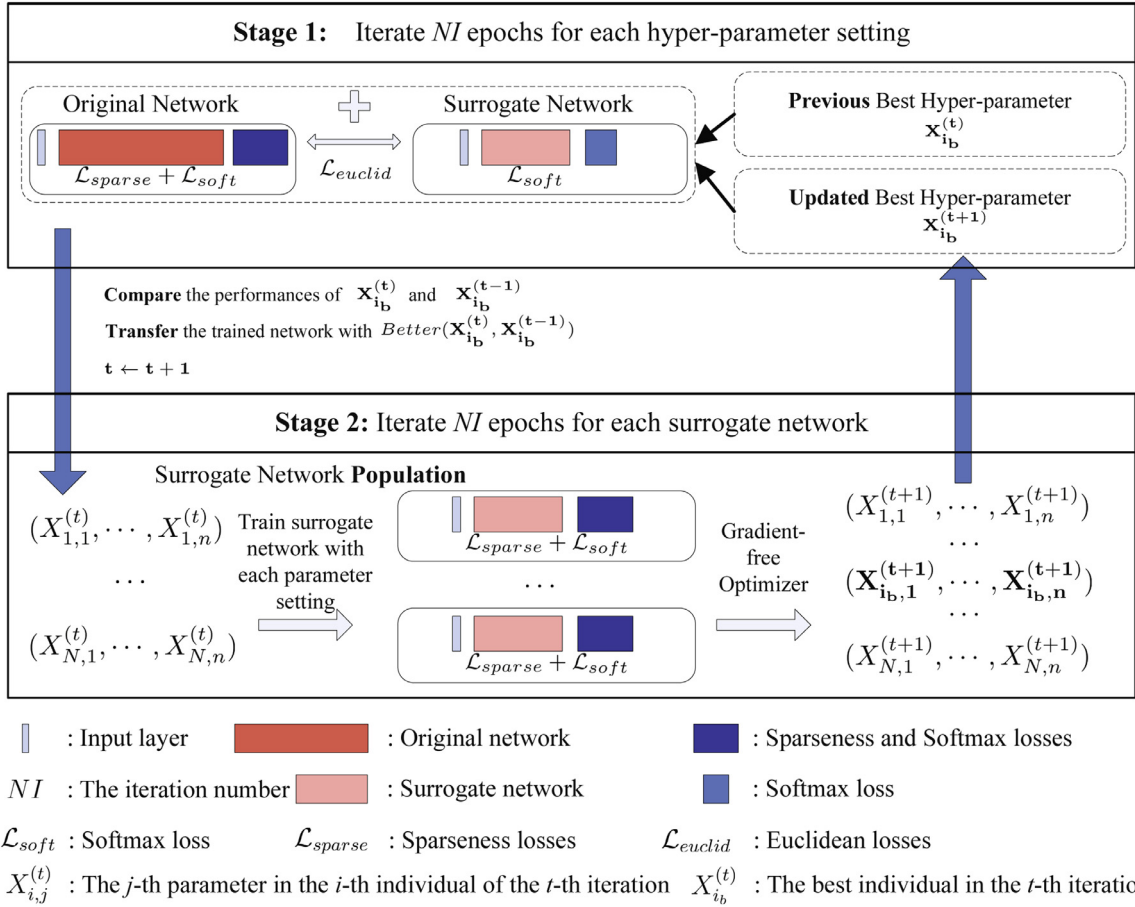 Stage 1: Iterate NI epochs for each hyper-parameter setting
Original Network
Surrogate Network
ℒ_sparse + ℒ_soft
ℒ_euclid
ℒ_soft
Previous Best Hyper-parameter
X_{i_b}^{(t)}
Updated Best Hyper-parameter
X_{i_b}^{(t+1)}
Compare the performances of X_{i_b}^{(t)} and X_{i_b}^{(t−1)}
Transfer the trained network with Better(X_{i_b}^{(t)}, X_{i_b}^{(t−1)})
t ← t + 1
Stage 2: Iterate NI epochs for each surrogate network
Surrogate Network Population
(X_{1,1}^{(t)}, ⋯ , X_{1,n}^{(t)})
⋯
(X_{N,1}^{(t)}, ⋯ , X_{N,n}^{(t)})
Train surrogate
network with
each parameter
setting
ℒ_sparse + ℒ_soft
⋯
ℒ_sparse + ℒ_soft
Gradient-
free
Optimizer
(X_{1,1}^{(t+1)}, ⋯ , X_{1,n}^{(t+1)})
⋯
(X_{i_b,1}^{(t+1)}, ⋯ , X_{i_b,n}^{(t+1)})
⋯
(X_{N,1}^{(t+1)}, ⋯ , X_{N,n}^{(t+1)})
: Input layer : Original network : Sparseness and Softmax losses
NI : The iteration number : Surrogate network : Softmax loss
ℒ_soft : Softmax loss ℒ_sparse : Sparseness losses ℒ_euclid : Euclidean losses
X_{i,j}^{(t)} : The j-th parameter in the i-th individual of the t-th iteration X_{i_b}^{(t)} : The best individual in the t-th iteratio